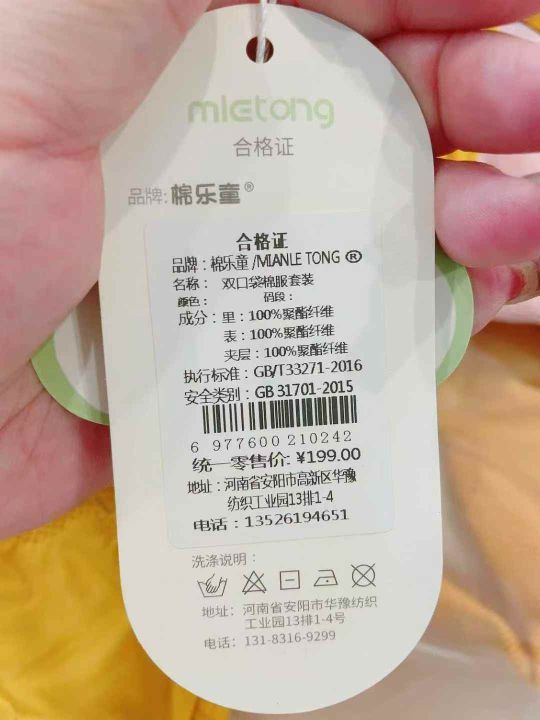 mletong
合格证
品牌:棉乐童®
合格证
品牌：棉乐童/MIANLE TONG ®
名称： 双口袋棉服套装
颜色： 码段：
成分：里：100%聚酯纤维
表：100%聚酯纤维
夹层：100%聚酯纤维
执行标准：GB/T33271-2016
安全类别：GB 31701-2015
6 977600 210242
统一零售价:¥199.00
地址：河南省安阳市高新区华豫
纺织工业园13排1-4
电话：13526194651
洗涤说明：
地址：河南省安阳市华豫纺织
工业园13排1-4号
电话：131-8316-9299